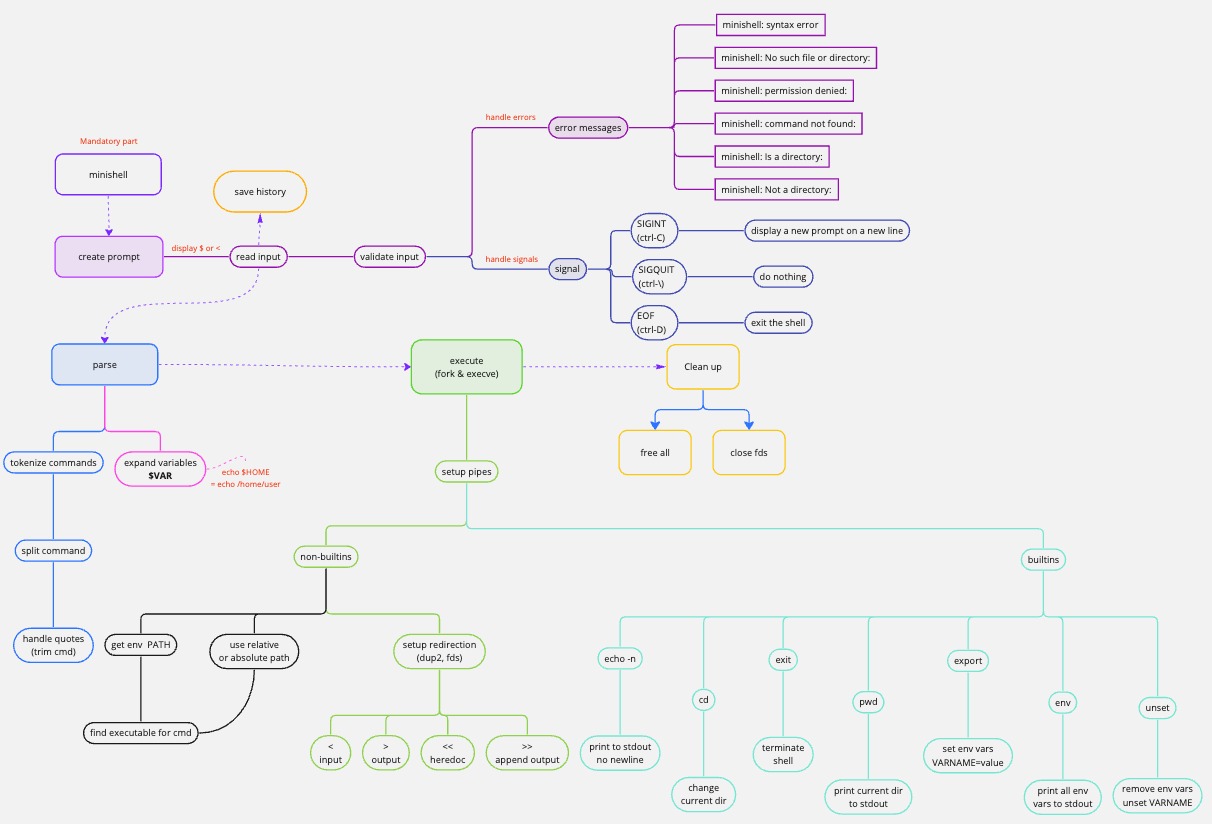 minishell: syntax error
minishell: No such file or directory:
minishell: permission denied:
handle errors
error messages
minishell: command not found:
Mandatory part
minishell: Is a directory:
minishell
save history
minishell: Not a directory:
SIGINT
(ctrl-C)
display a new prompt on a new line
display $ or <
create prompt
read input
validate input
handle signals
signal
SIGQUIT
(ctrl-\)
do nothing
EOF
(ctrl-D)
exit the shell
parse
execute
(fork & execve)
Clean up
free all
close fds
tokenize commands
expand variables
$VAR
echo $HOME
= echo /home/user
setup pipes
split command
non-builtins
builtins
handle quotes
(trim cmd)
get env  PATH
use relative
or absolute path
setup redirection
(dup2, fds)
echo -n
cd
exit
pwd
export
env
unset
find executable for cmd
<
input
>
output
<<
heredoc
>>
append output
print to stdout
no newline
change
current dir
terminate
shell
print current dir
to stdout
set env vars
VARNAME=value
print all env
vars to stdout
remove env vars
unset VARNAME